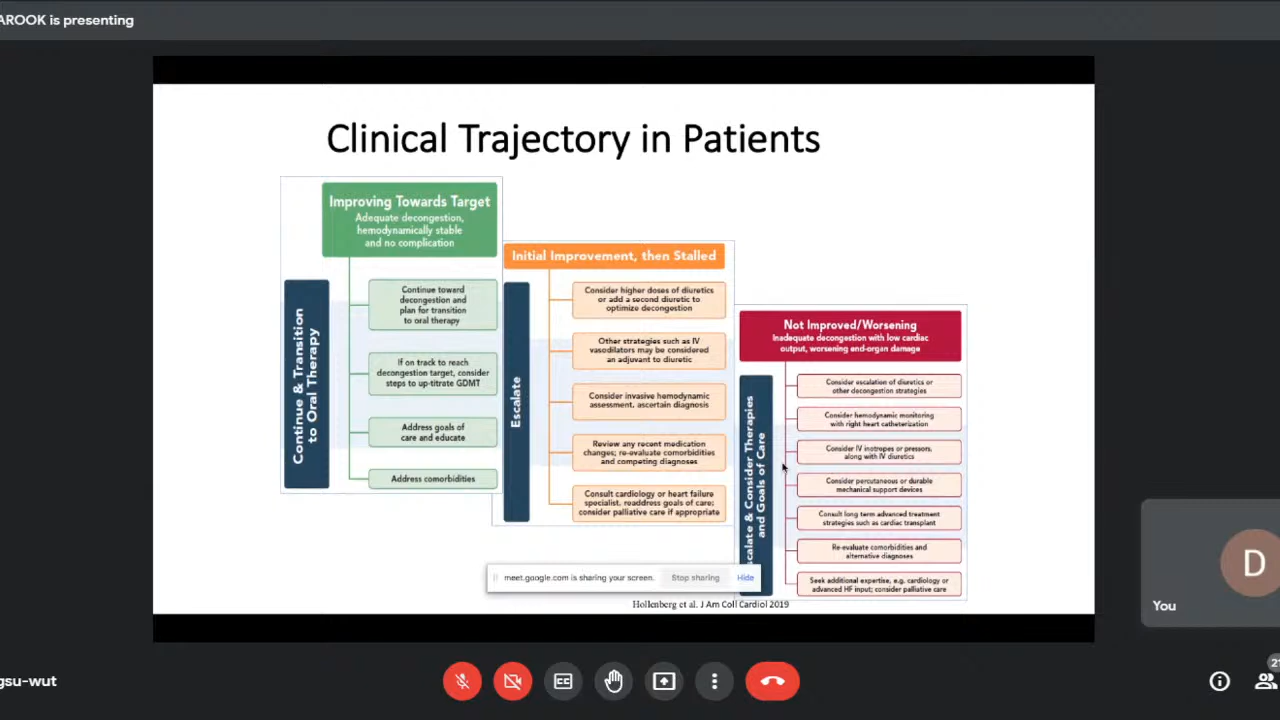 AROOK is presenting
Clinical Trajectory in Patients
Improving Towards Target
Adequate decongestion,
hemodynamically stable
and no complication
Continue & Transition
to Oral Therapy
Continue toward
decongestion and
plan for transition
to oral therapy
If on track to reach
decongestion target, consider
steps to up-titrate GDMT
Address goals of
care and educate
Address comorbidities
Initial Improvement, then Stalled
Escalate
Consider higher doses of diuretics
or add a second diuretic to
optimize decongestion
Other strategies such as IV
vasodilators may be considered
an adjuvant to diuretic
Consider invasive hemodynamic
assessment, ascertain diagnosis
Review any recent medication
changes; re-evaluate comorbidities
and competing diagnoses
Consult cardiology or heart failure
specialist, readdress goals of care;
consider palliative care if appropriate
Not Improved/Worsening
Inadequate decongestion with low cardiac
output, worsening end-organ damage
scalate & Consider Therapies
and Goals of Care
Consider escalation of diuretics or
other decongestion strategies
Consider hemodynamic monitoring
with right heart catheterization
Consider IV inotropes or pressors,
along with IV diuretics
Consider percutaneous or durable
mechanical support devices
Consult long term advanced treatment
strategies such as cardiac transplant
Re-evaluate comorbidities and
alternative diagnoses
Seek additional expertise, e.g. cardiology or
advanced HF input; consider palliative care
meet.google.com is sharing your screen.
Stop sharing
Hide
Hollenberg et al. J Am Coll Cardiol 2019
D
You
gsu-wut
CC